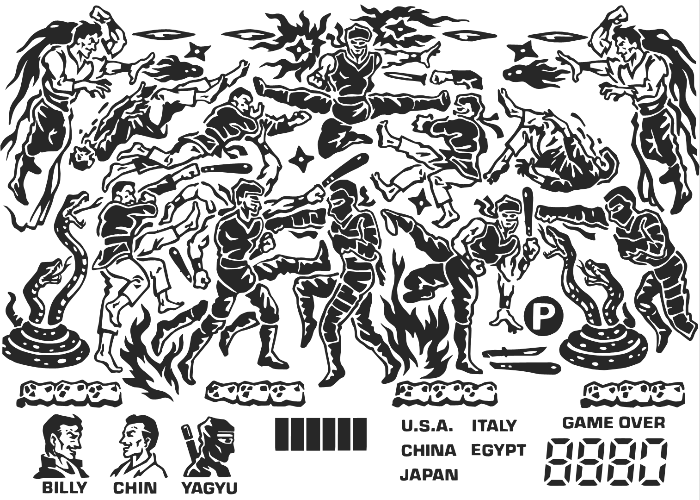 P
U.S.A. ITALY GAME OVER
CHINA EGYPT 8880
JAPAN
BILLY CHIN YAGYU